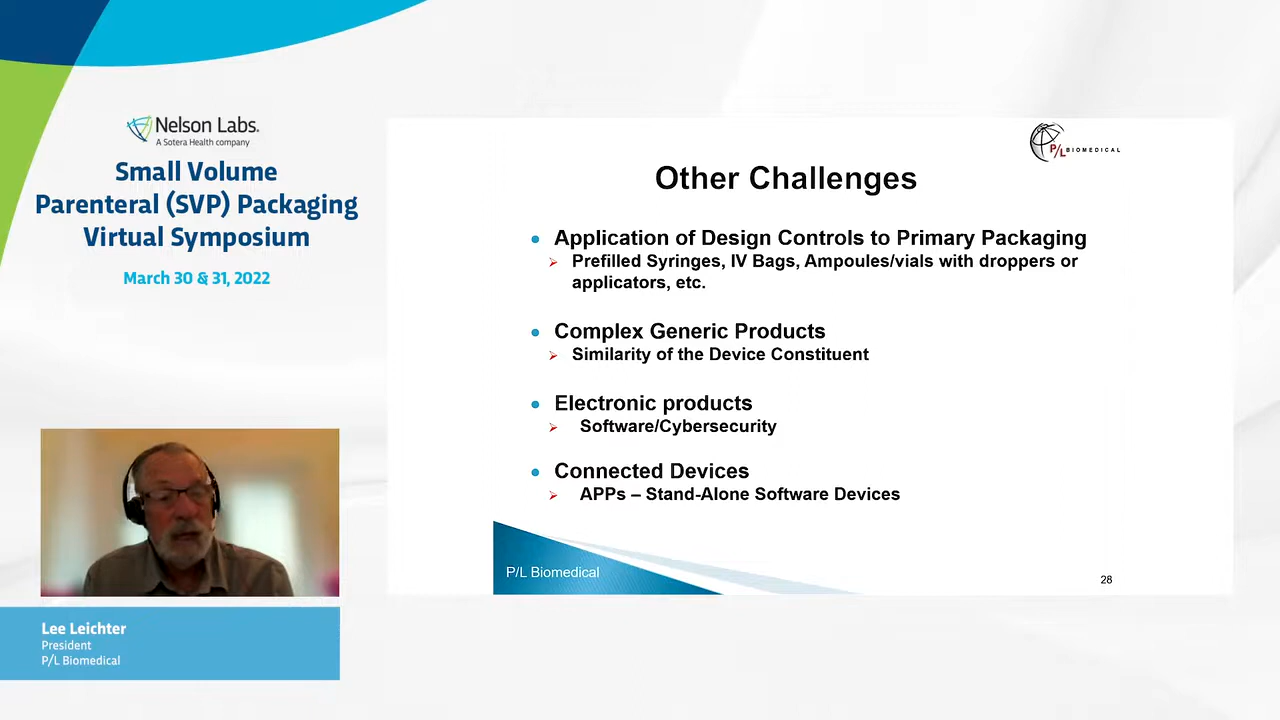 Nelson Labs.
A Sotera Health company
Small Volume
Parenteral (SVP) Packaging
Virtual Symposium
March 30 & 31, 2022
P/L BIOMEDICAL
Other Challenges
Application of Design Controls to Primary Packaging
Prefilled Syringes, IV Bags, Ampoules/vials with droppers or
applicators, etc.
Complex Generic Products
Similarity of the Device Constituent
Electronic products
Software/Cybersecurity
Connected Devices
APPs – Stand-Alone Software Devices
P/L Biomedical
28
Lee Leichter
President
P/L Biomedical